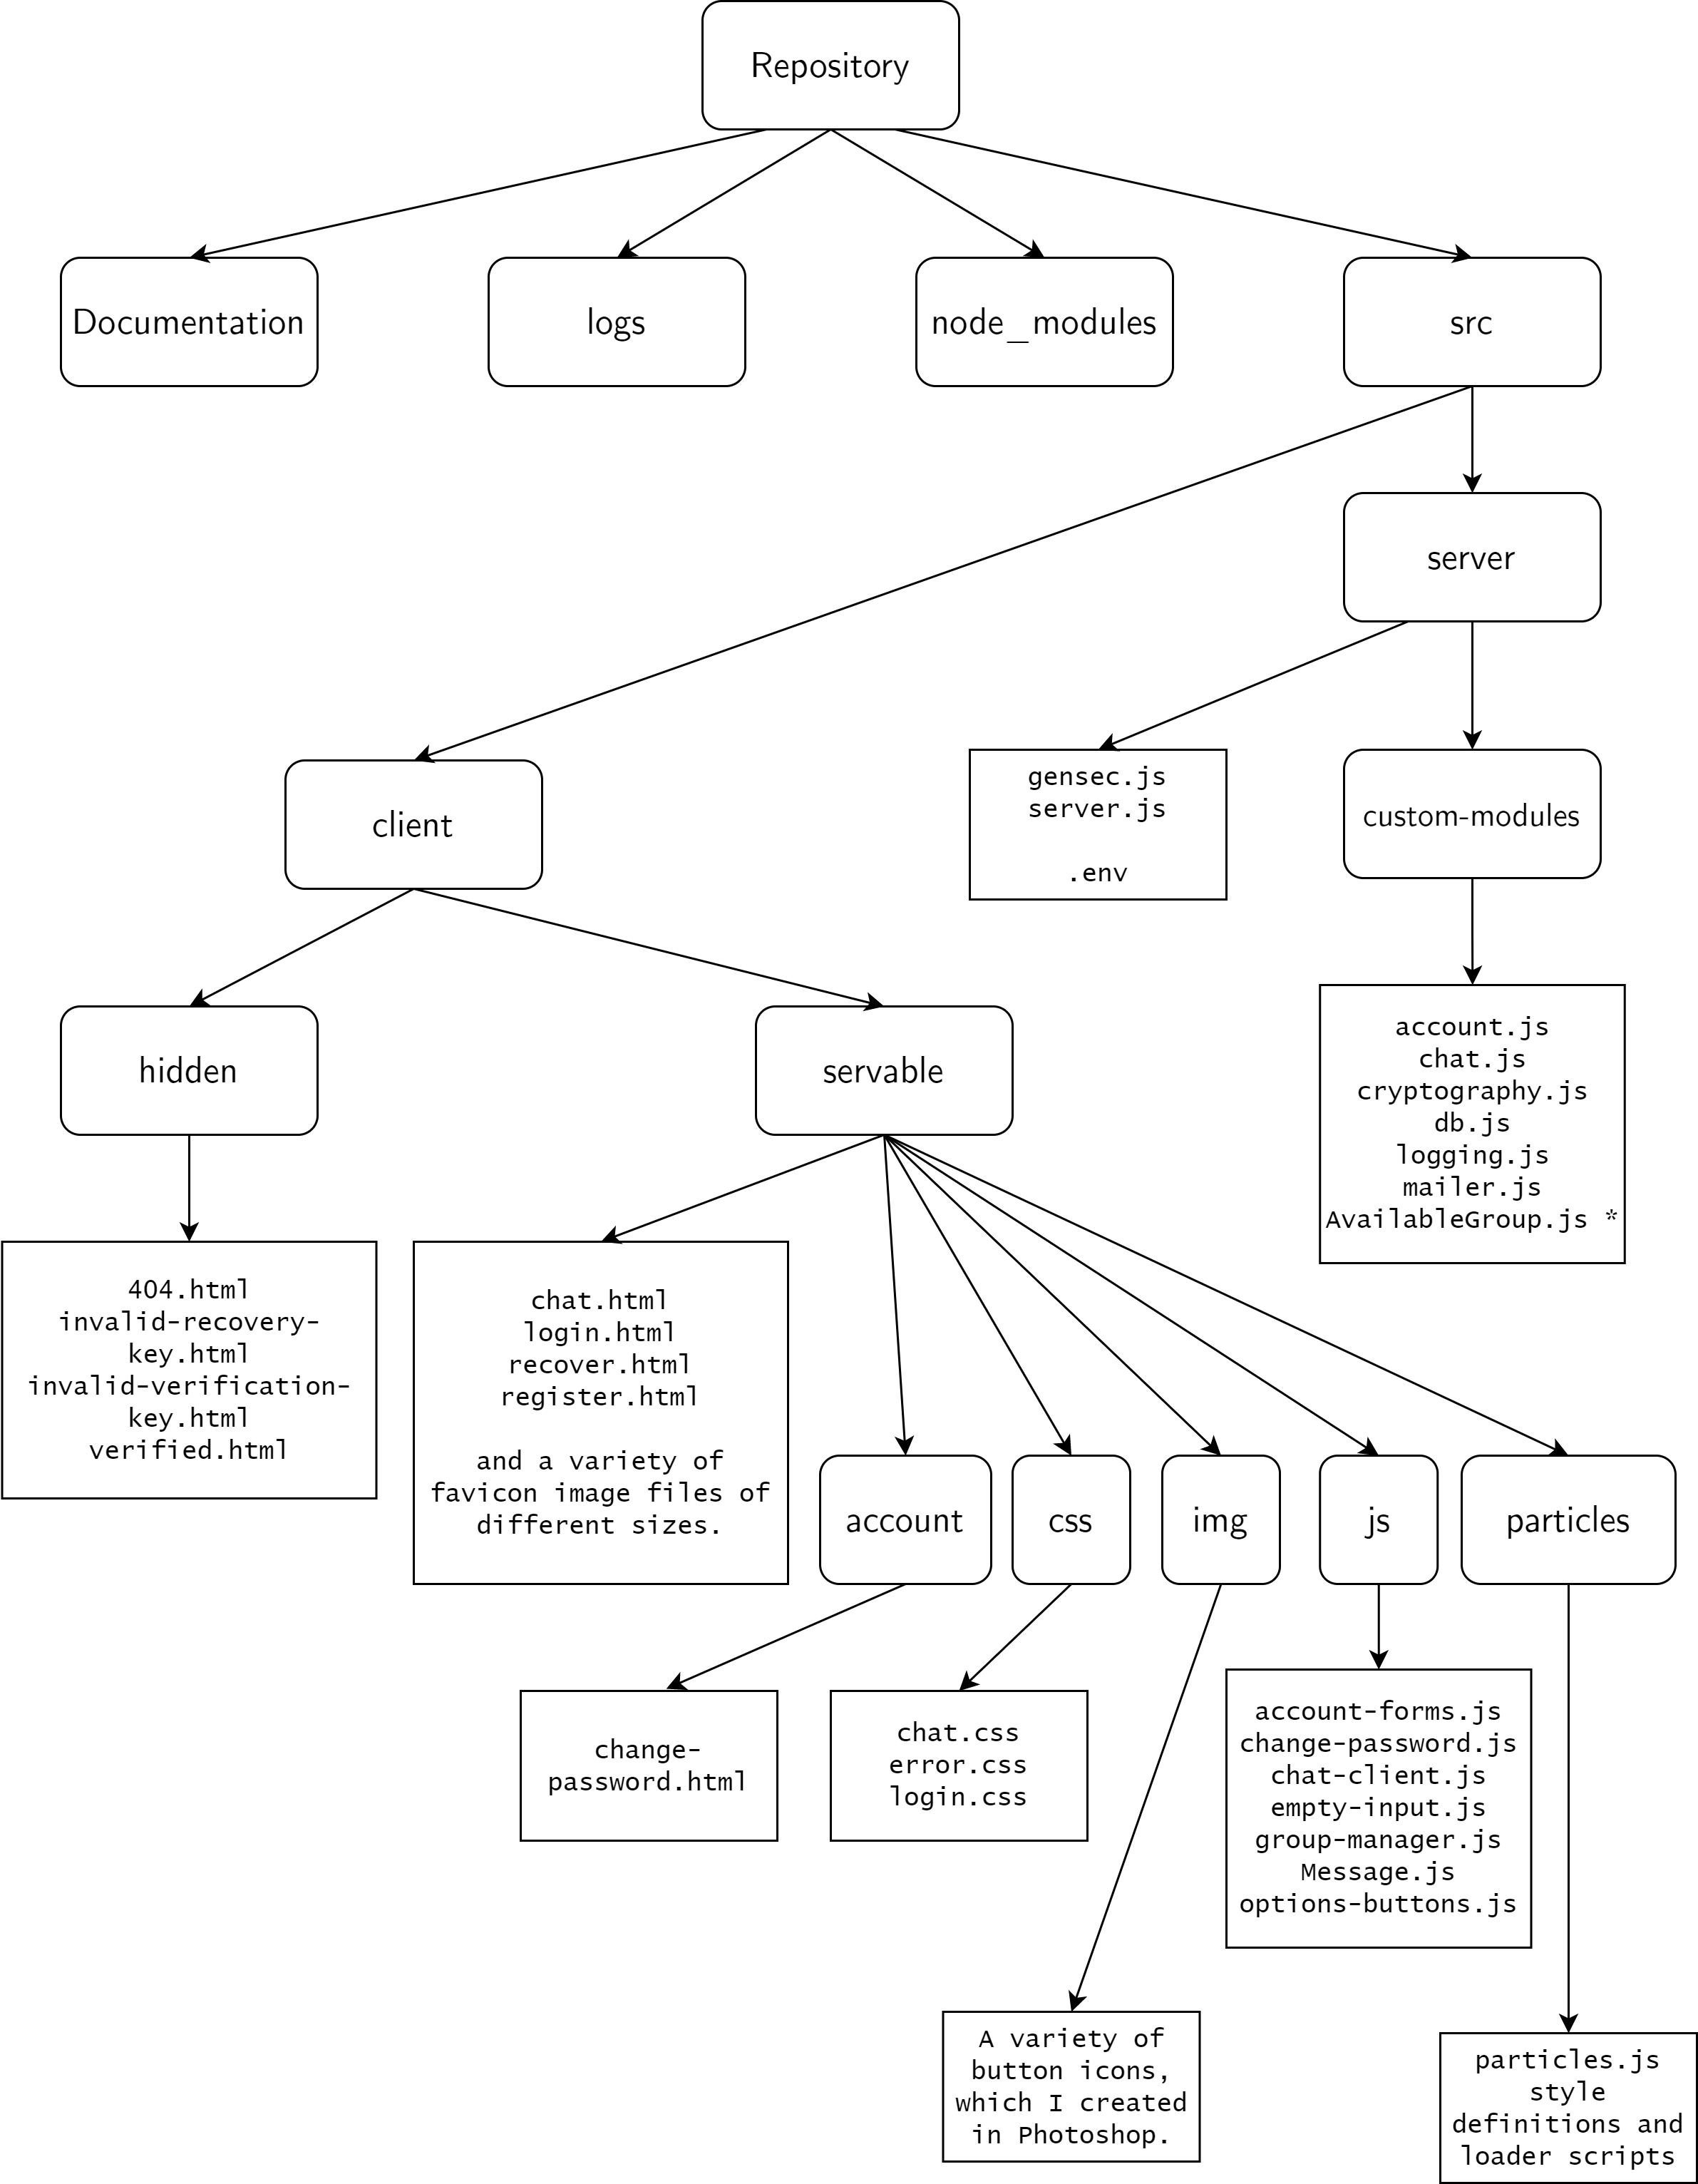 Repository
Documentation
logs
node_modules
src
server
client
gensec.js
server.js
.env
custom-modules
hidden
servable
account.js
chat.js
cryptography.js
db.js
logging.js
mailer.js
AvailableGroup.js *
404.html
invalid-recovery-
key.html
invalid-verification-
key.html
verified.html
chat.html
login.html
recover.html
register.html
and a variety of
favicon image files of
different sizes.
account
css
img
js
particles
change-
password.html
chat.css
error.css
login.css
account-forms.js
change-password.js
chat-client.js
empty-input.js
group-manager.js
Message.js
options-buttons.js
A variety of
button icons,
which I created
in Photoshop.
particles.js
style
definitions and
loader scripts